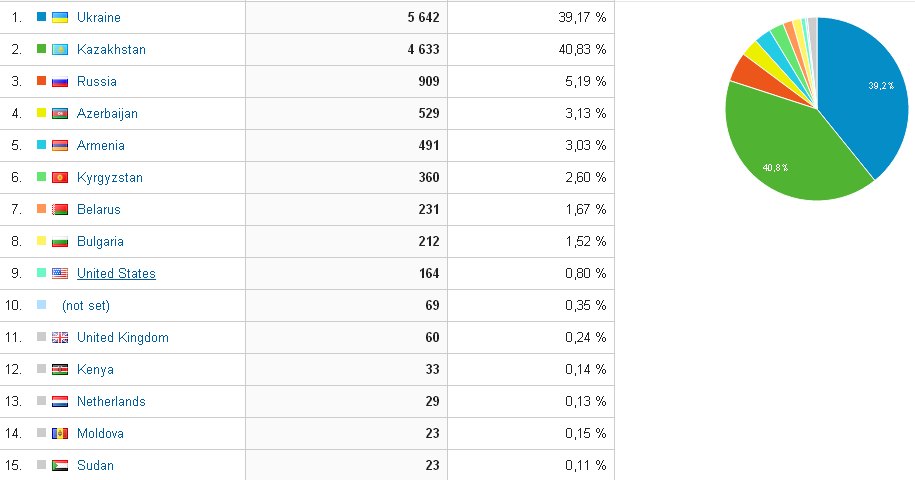 1. Ukraine 5 642 39,17 %
2. Kazakhstan 4 633 40,83 %
3. Russia 909 5,19 %
4. Azerbaijan 529 3,13 %
5. Armenia 491 3,03 %
6. Kyrgyzstan 360 2,60 %
7. Belarus 231 1,67 %
8. Bulgaria 212 1,52 %
9. United States 164 0,80 %
10. (not set) 69 0,35 %
11. United Kingdom 60 0,24 %
12. Kenya 33 0,14 %
13. Netherlands 29 0,13 %
14. Moldova 23 0,15 %
15. Sudan 23 0,11 %
39,2%
40,8%